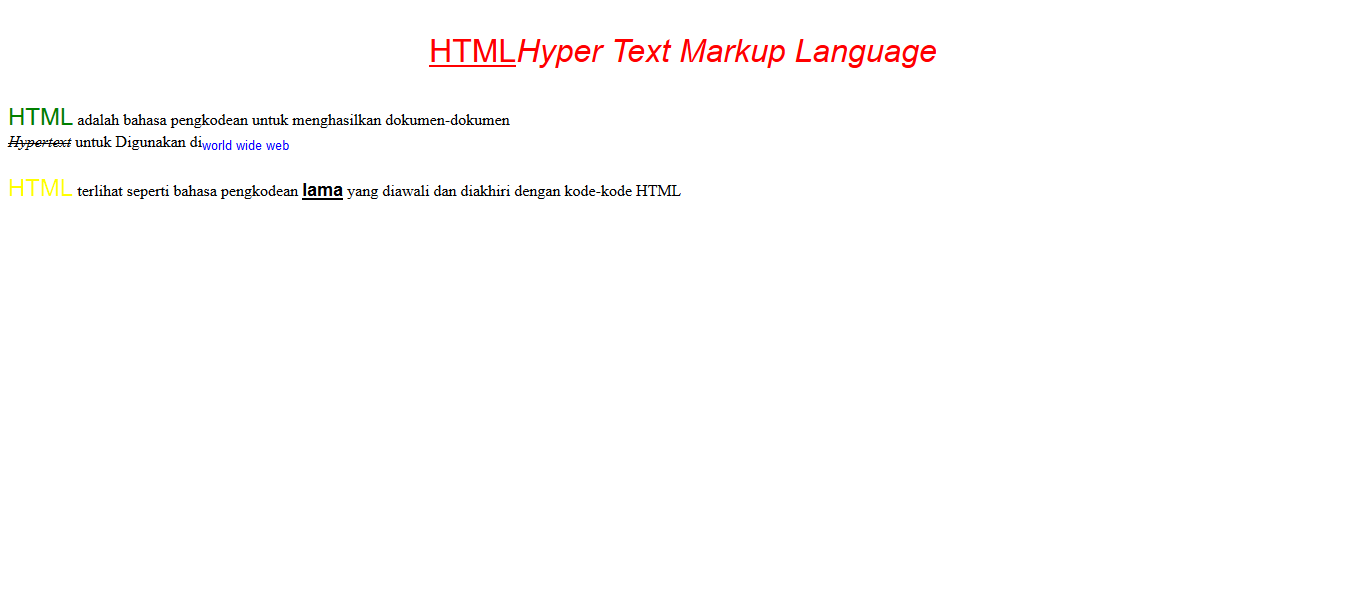 HTMLHyper Text Markup Language
HTML adalah bahasa pengkodean untuk menghasilkan dokumen-dokumen
Hypertext untuk Digunakan diworld wide web
HTML terlihat seperti bahasa pengkodean lama yang diawali dan diakhiri dengan kode-kode HTML